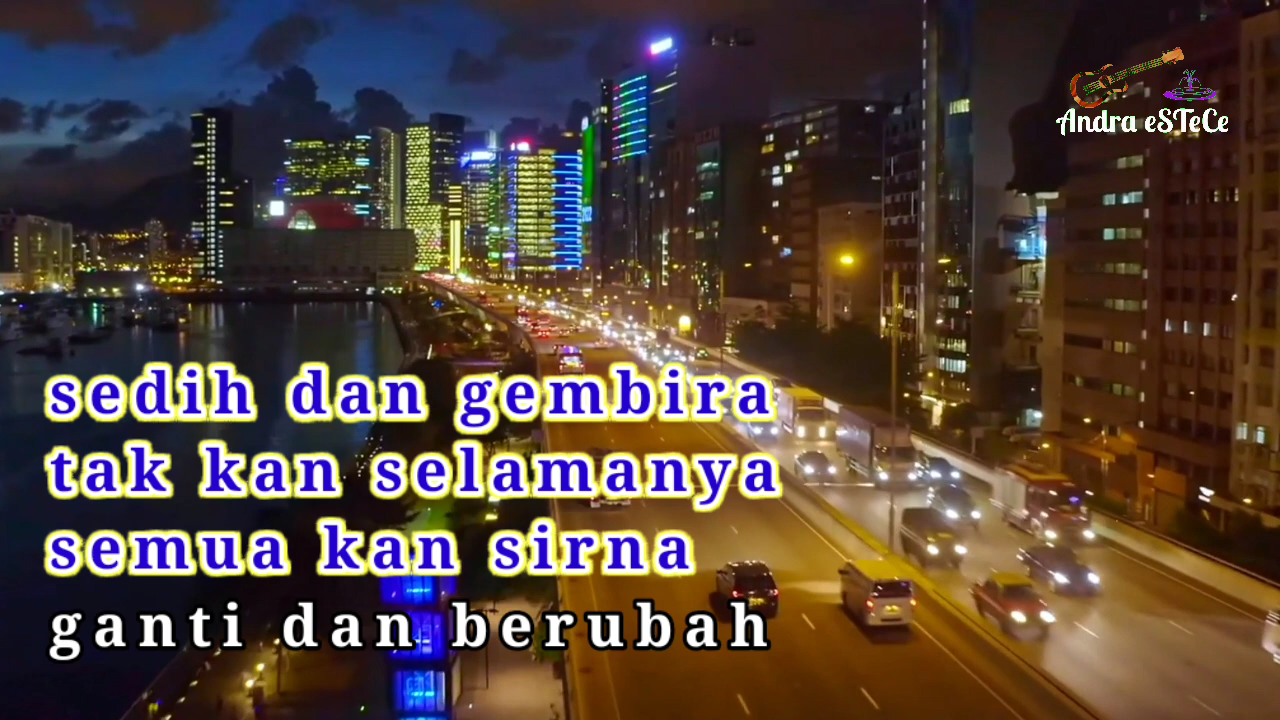 Andra eSTeCe
sedih dan gembira
tak kan selamanya
semua kan sirna
ganti dan berubah